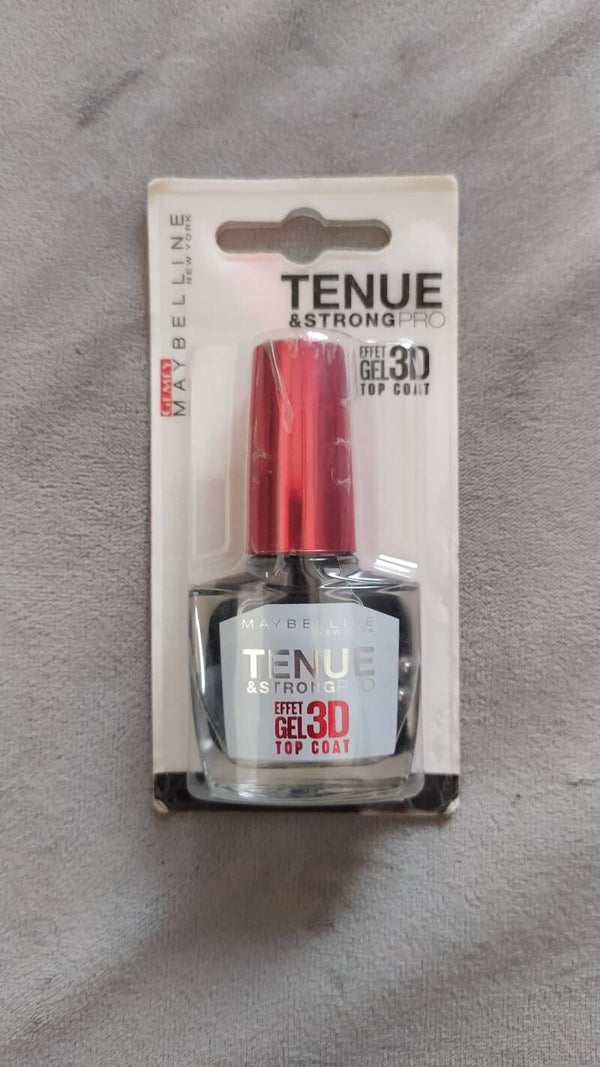 GEMEY
MAYBELLINE
NEW YORK
TENUE
&STRONGPRO
EFFET
GEL3D
TOP COAT
MAYBELLINE
NEW YORK
TENUE
&STRONGPRO
EFFET
GEL3D
TOP COAT